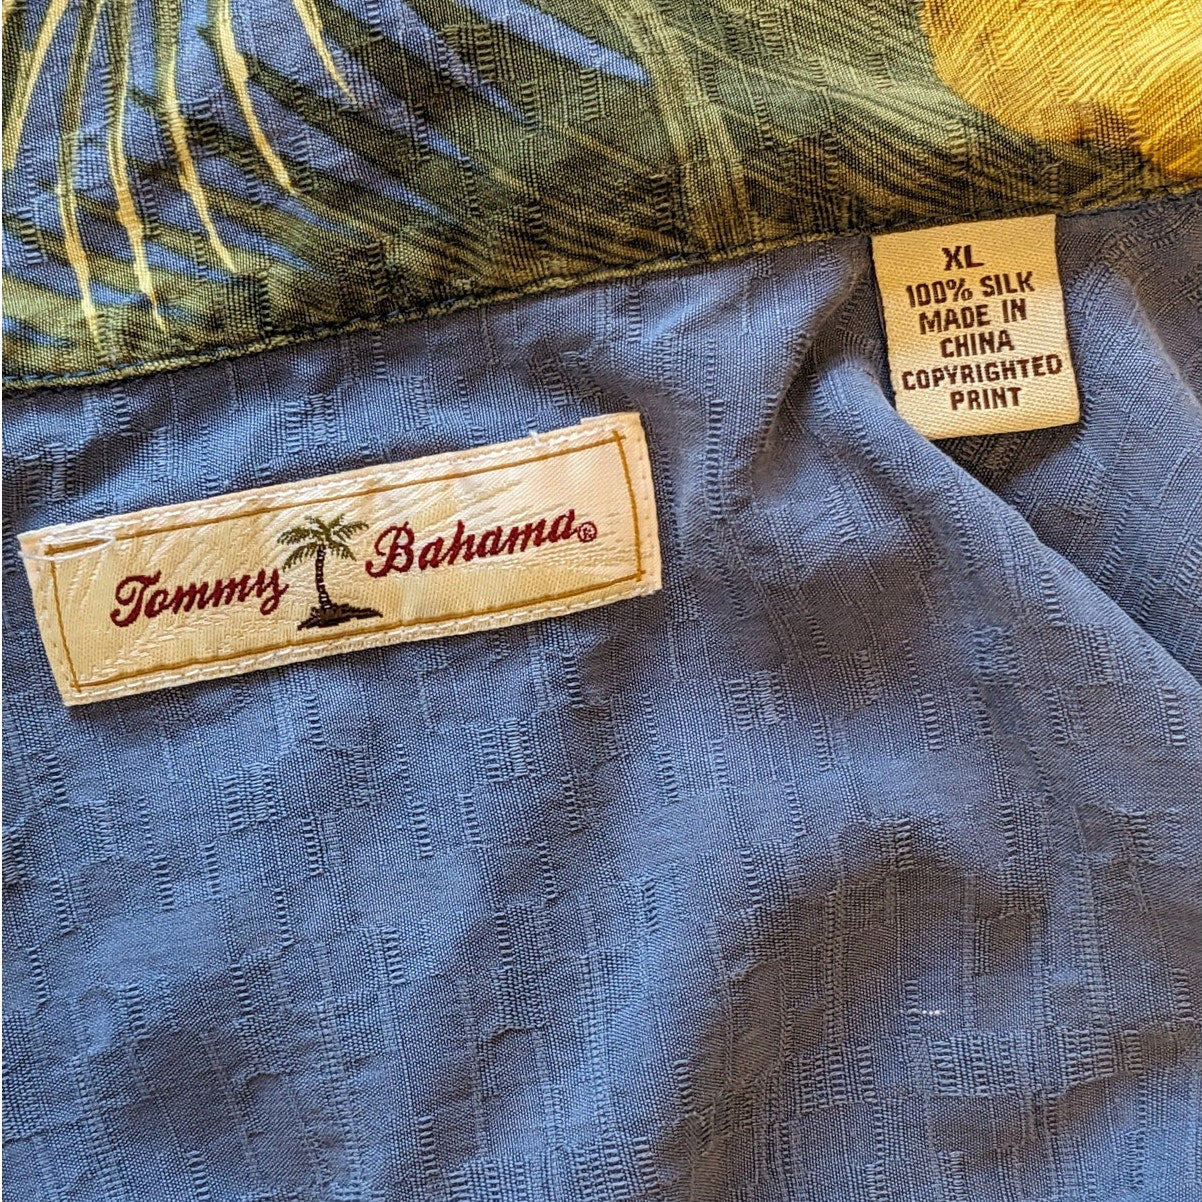 Tommy Bahama®
XL
100% SILK
MADE IN
CHINA
COPYRIGHTED
PRINT